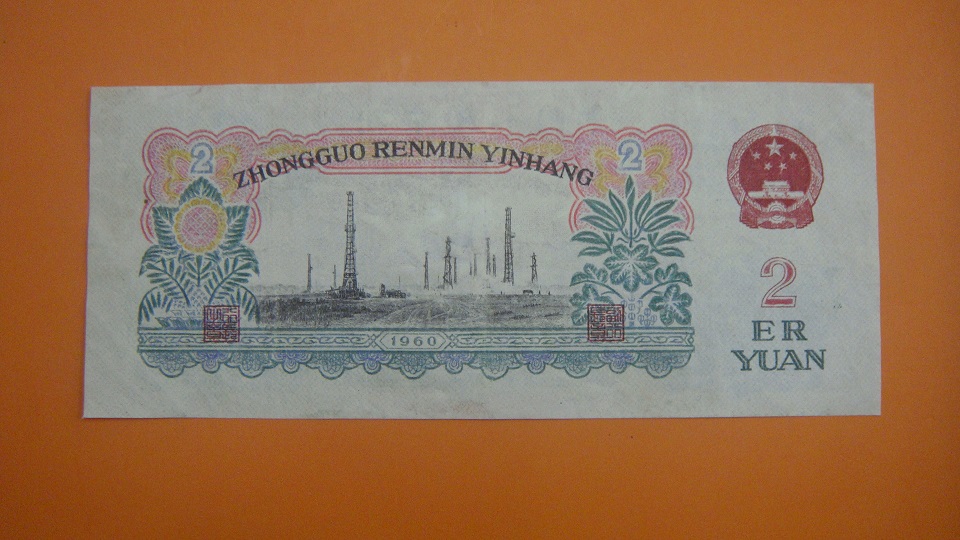 2
2
ZHONGGUO RENMIN YINHANG
1960
2
ER
YUAN